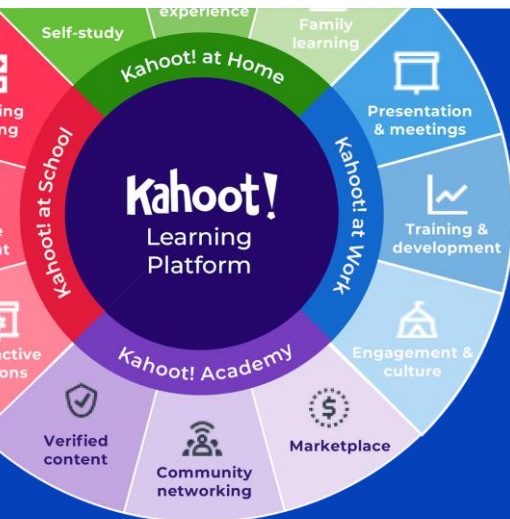 experience
Self-study
Family
learning
Kahoot! at Home
Presentation
& meetings
Kahoot! at School
Kahoot! at Work
Kahoot!
Learning
Platform
Training &
development
Engagement &
culture
Kahoot! Academy
Verified
content
Community
networking
Marketplace